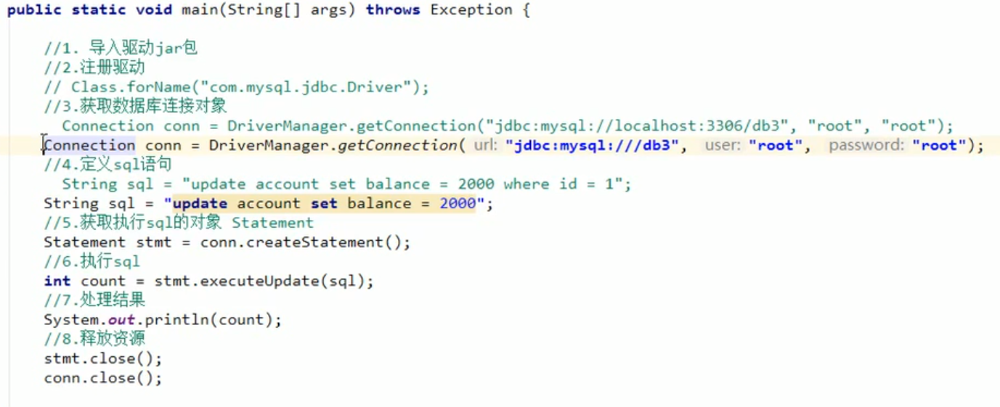 public static void main(String[] args) throws Exception {
//1. 导入驱动jar包
//2.注册驱动
// Class.forName("com.mysql.jdbc.Driver");
//3.获取数据库连接对象
Connection conn = DriverManager.getConnection("jdbc:mysql://localhost:3306/db3", "root", "root");
Connection conn = DriverManager.getConnection( url: "jdbc:mysql:///db3", user: "root", password: "root");
//4.定义sql语句
String sql = "update account set balance = 2000 where id = 1";
String sql = "update account set balance = 2000";
//5.获取执行sql的对象 Statement
Statement stmt = conn.createStatement();
//6.执行sql
int count = stmt.executeUpdate(sql);
//7.处理结果
System.out.println(count);
//8.释放资源
stmt.close();
conn.close();